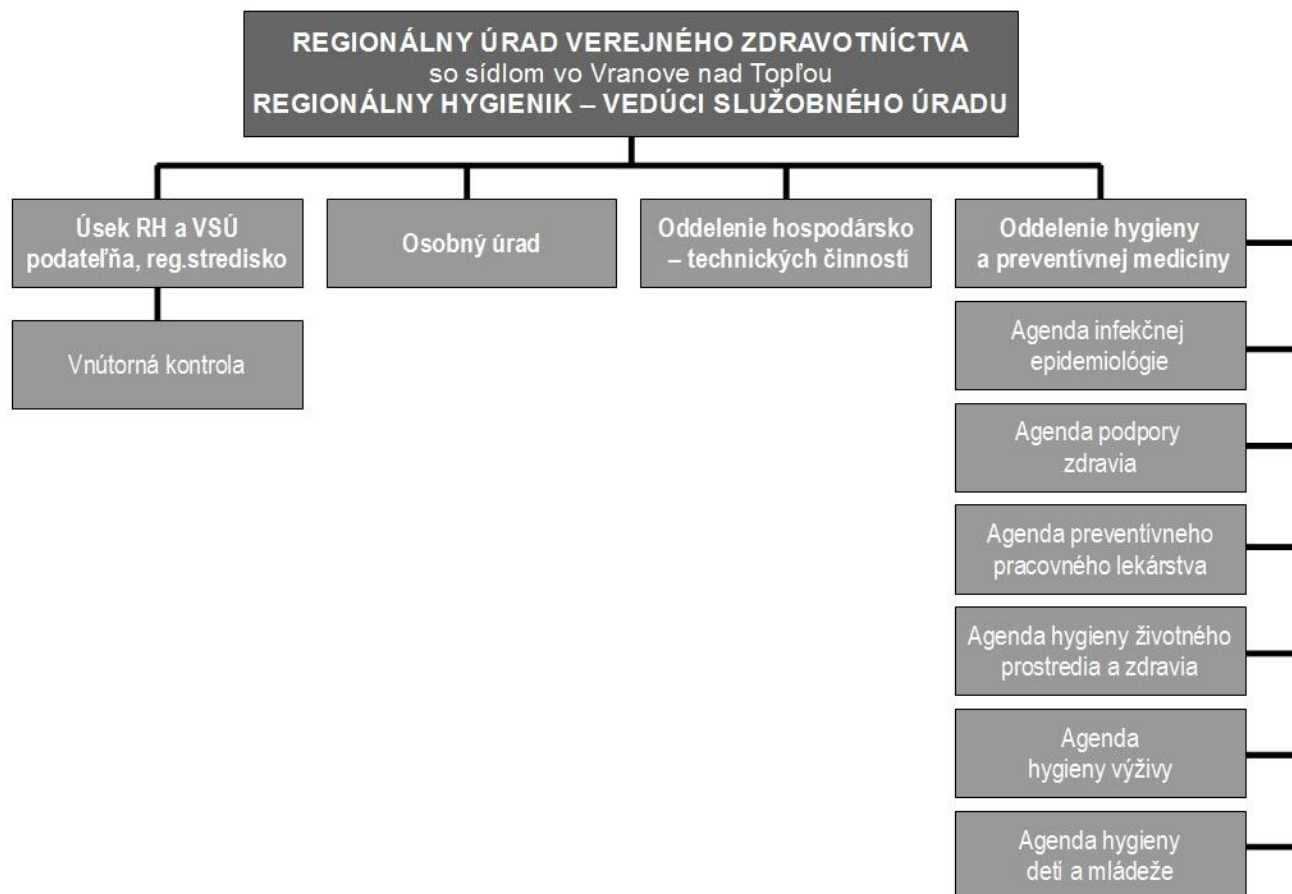 REGIONÁLNY ÚRAD VEREJNÉHO ZDRAVOTNÍCTVA
so sídlom vo Vranove nad Topľou
REGIONÁLNY HYGIENIK – VEDÚCI SLUŽOBNÉHO ÚRADU
Úsek RH a VSÚ
podateľňa, reg.stredisko
Osobný úrad
Oddelenie hospodársko
– technických činností
Oddelenie hygieny
a preventívnej medicíny
Vnútorná kontrola
Agenda infekčnej
epidemiológie
Agenda podpory
zdravia
Agenda preventívneho
pracovného lekárstva
Agenda hygieny životného
prostredia a zdravia
Agenda
hygieny výživy
Agenda hygieny
detí a mládeže